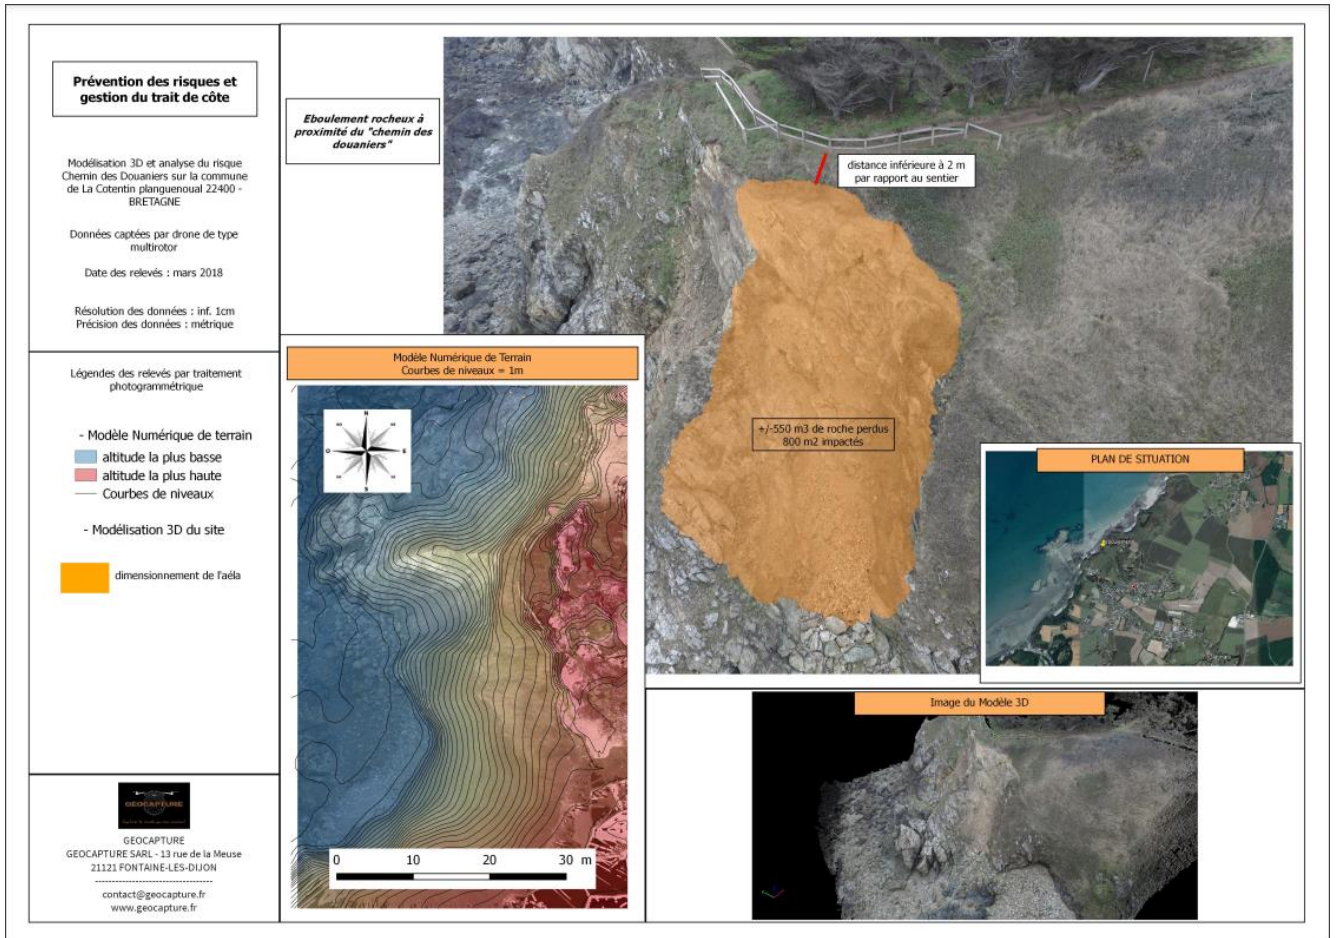 Prévention des risques et
gestion du trait de côte
Modélisation 3D et analyse du risque
Chemin des Douaniers sur la commune
de La Cotentin planguenoual 22400 -
BRETAGNE
Données captées par drone de type
multirotor
Date des relevés : mars 2018
Résolution des données : inf. 1cm
Précision des données : métrique
Légendes des relevés par traitement
photogrammétrique
- Modèle Numérique de terrain
altitude la plus basse
altitude la plus haute
Courbes de niveaux
- Modélisation 3D du site
dimensionnement de l'aéla
GEOCAPTURE
GEOCAPTURE
GEOCAPTURE SARL - 13 rue de la Meuse
21121 FONTAINE-LES-DIJON
--------------------------------
contact@geocapture.fr
www.geocapture.fr
Eboulement rocheux à
proximité du "chemin des
douaniers"
distance inférieure à 2 m
par rapport au sentier
+/-550 m3 de roche perdus
800 m2 impactés
Modèle Numérique de Terrain
Courbes de niveaux = 1m
N
O E
S
0 10 20 30 m
PLAN DE SITUATION
Image du Modèle 3D